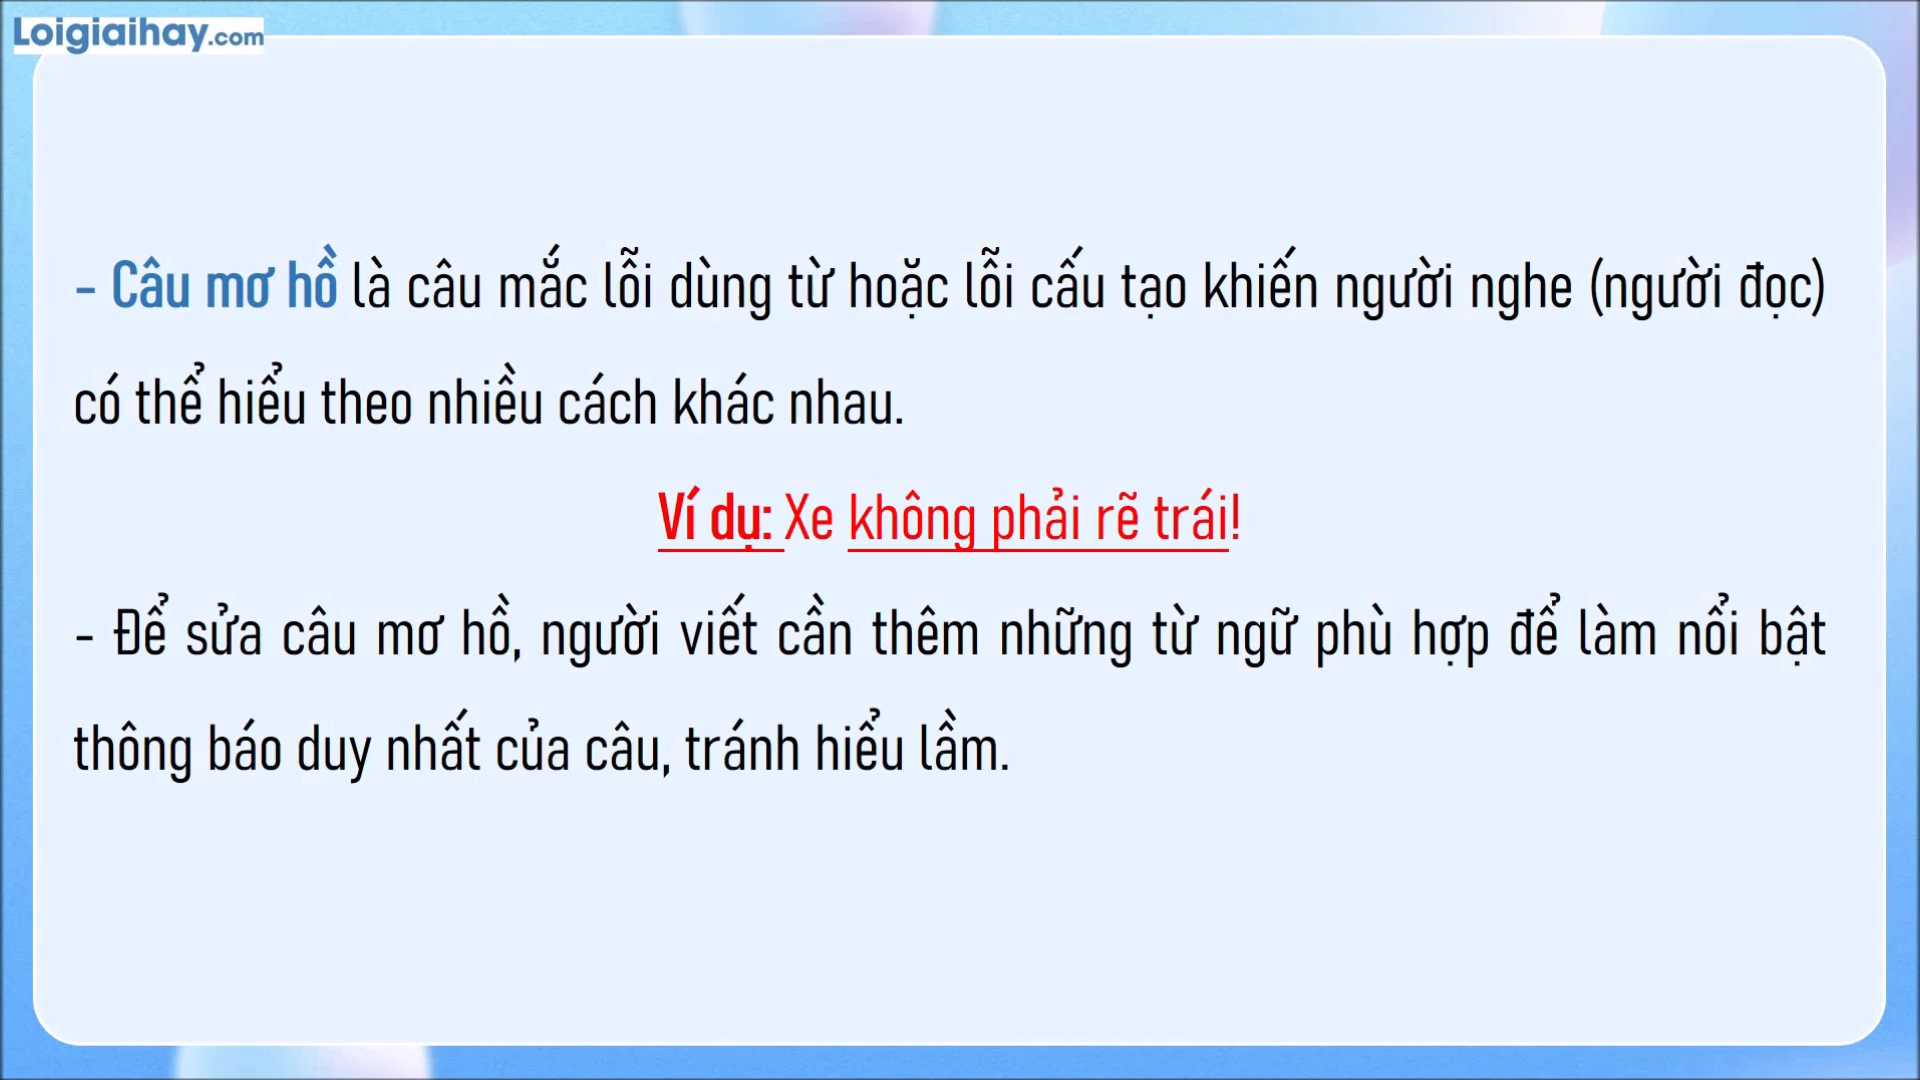 Loigiaihay.com
- Câu mơ hồ là câu mắc lỗi dùng từ hoặc lỗi cấu tạo khiến người nghe (người đọc)
có thể hiểu theo nhiều cách khác nhau.
Ví dụ: Xe không phải rẽ trái!
- Để sửa câu mơ hồ, người viết cần thêm những từ ngữ phù hợp để làm nổi bật
thông báo duy nhất của câu, tránh hiểu lầm.